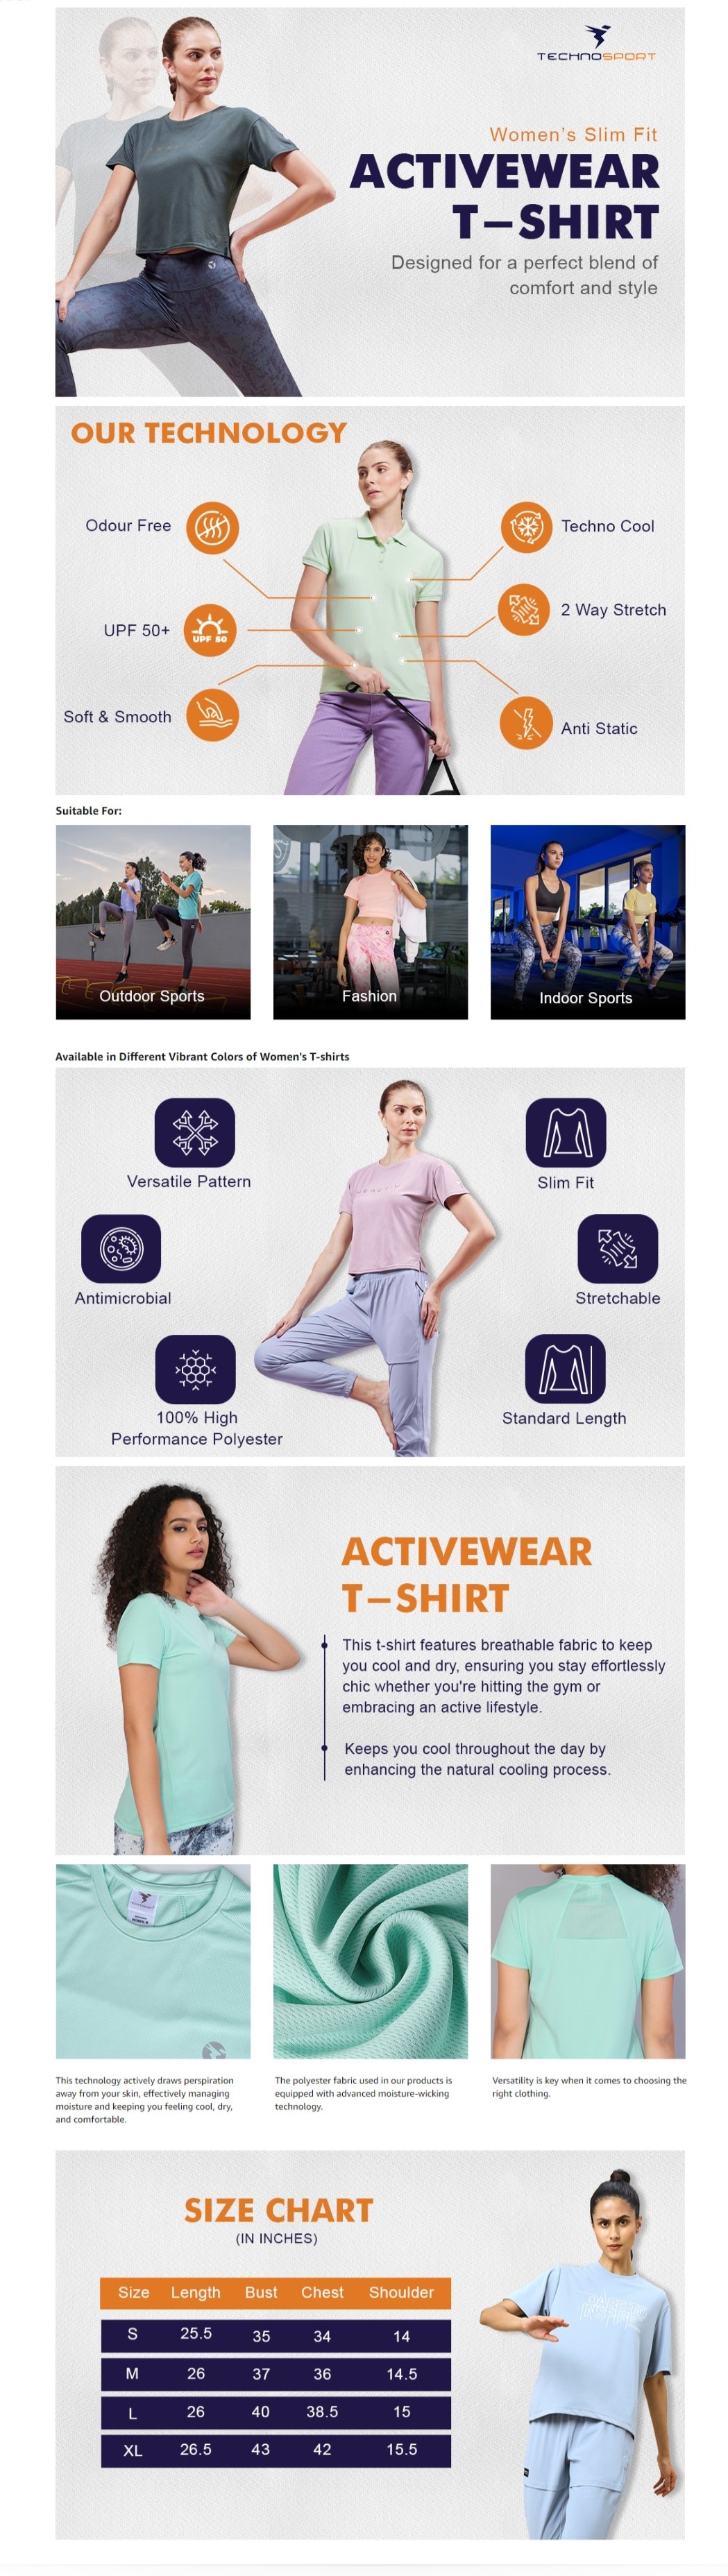 TECHNOSPORT
Women's Slim Fit
ACTIVEWEAR
T-SHIRT
Designed for a perfect blend of
comfort and style
OUR TECHNOLOGY
Odour Free
Techno Cool
2 Way Stretch
UPF 50+
UPF 50
Soft & Smooth
Anti Static
Suitable For:
Outdoor Sports
Fashion
Indoor Sports
Available in Different Vibrant Colors of Women's T-shirts
Versatile Pattern
Slim Fit
Antimicrobial
Stretchable
100% High
Performance Polyester
Standard Length
ACTIVEWEAR
T-SHIRT
This t-shirt features breathable fabric to keep
you cool and dry, ensuring you stay effortlessly
chic whether you're hitting the gym or
embracing an active lifestyle.
Keeps you cool throughout the day by
enhancing the natural cooling process.
This technology actively draws perspiration
away from your skin, effectively managing
moisture and keeping you feeling cool, dry,
and comfortable.
The polyester fabric used in our products is
equipped with advanced moisture-wicking
technology.
Versatility is key when it comes to choosing the
right clothing.
SIZE CHART
(IN INCHES)
Size Length Bust Chest Shoulder
S 25.5 35 34 14
M 26 37 36 14.5
L 26 40 38.5 15
XL 26.5 43 42 15.5